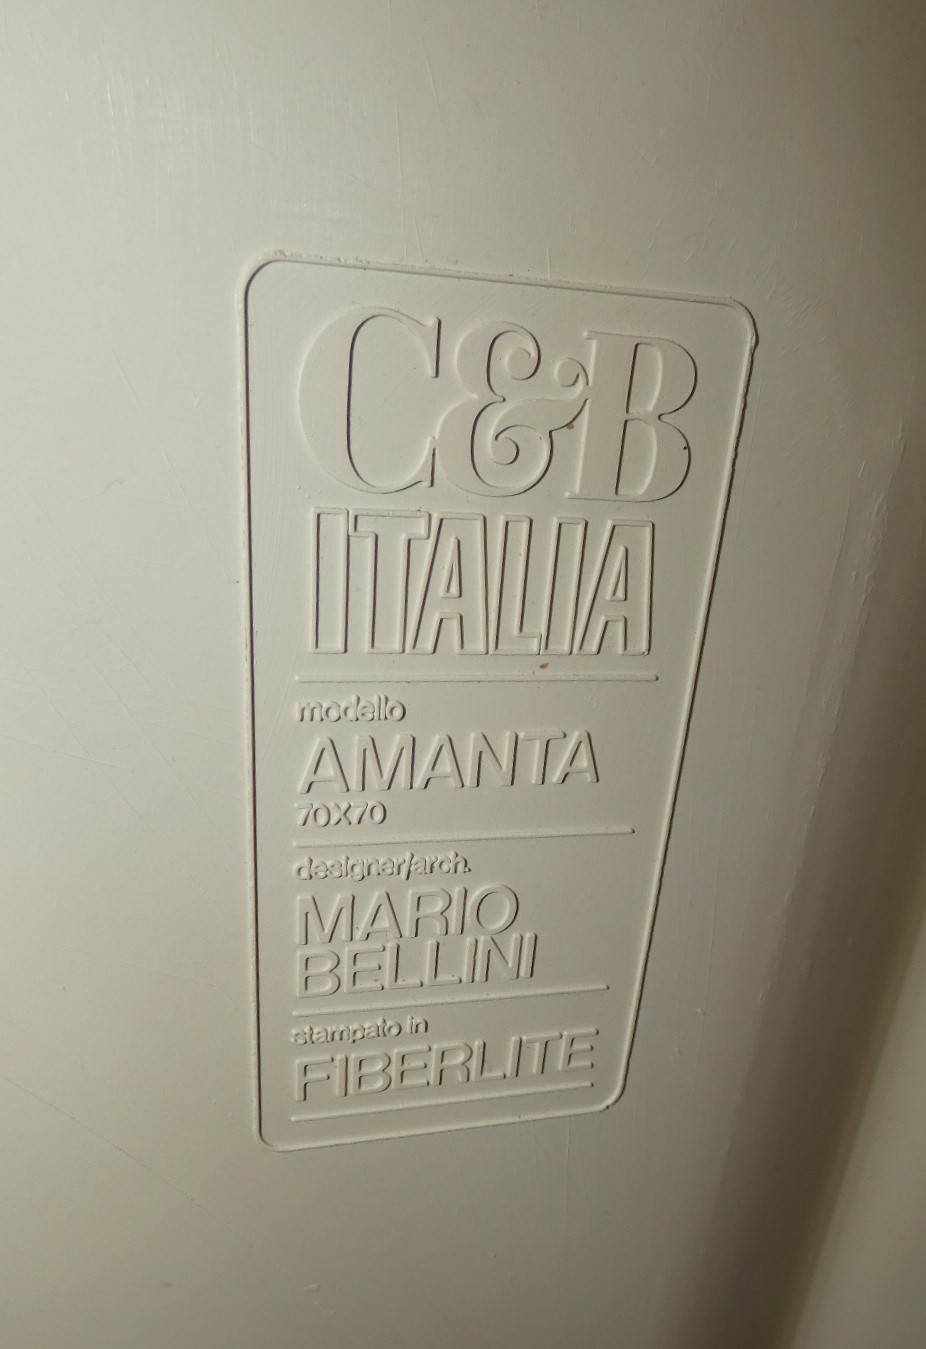 C&B
ITALIA
modello
AMANTA
70X70
designer/arch.
MARIO
BELLINI
stampato in
FIBERLITE